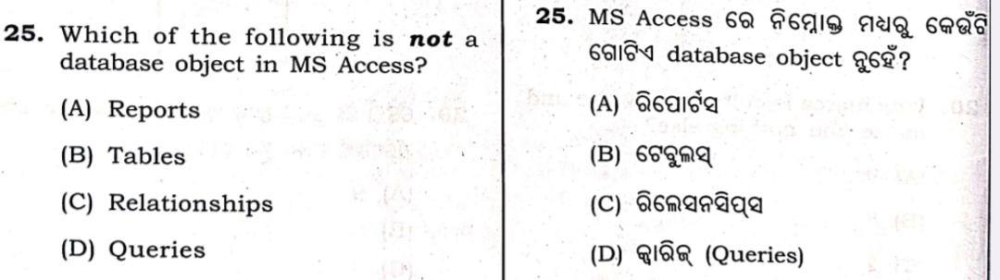 25. Which of the following is not a
database object in MS Access?
(A) Reports
(B) Tables
(C) Relationships
(D) Queries
25. MS Access ରେ ନିମ୍ନୋକ୍ତ ମଧ୍ଯରୁ କେଉଁଟି
ଗୋଟିଏ database object ନୁହେଁ?
(A) ରିପୋର୍ଟସ
(B) ଟେବୁଲସ୍
(C) ରିଲେସନସିପ୍ସ
(D) କ୍ୱାରିଜ୍ (Queries)